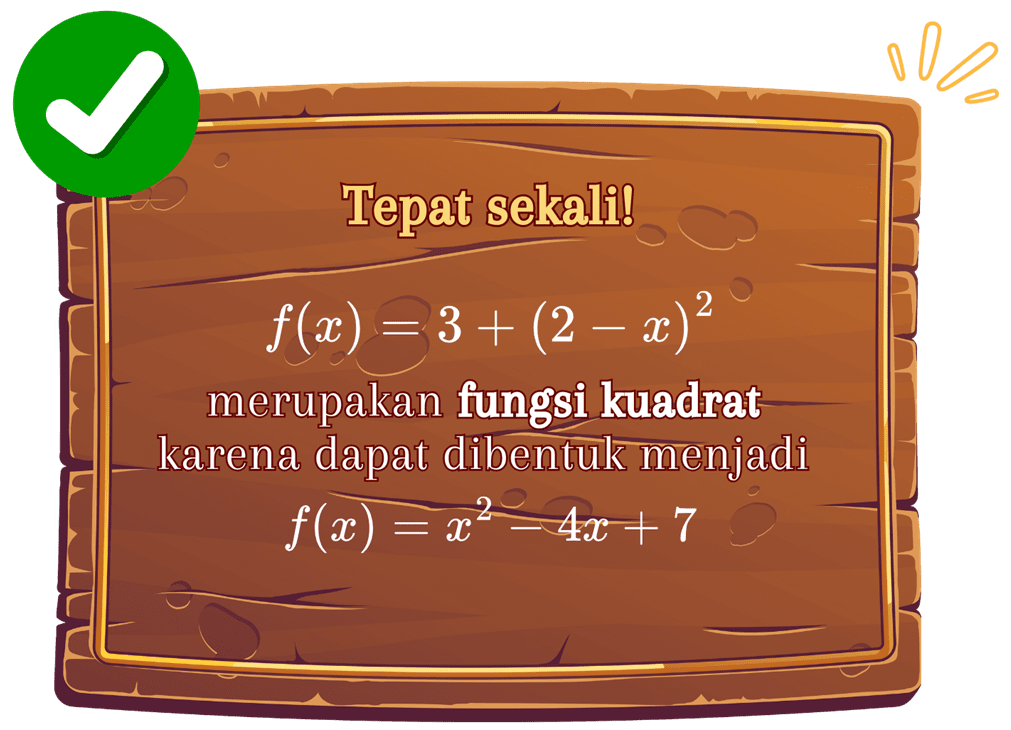 Tepat sekali!
f(x) = 3 + (2 − x)²
merupakan fungsi kuadrat
karena dapat dibentuk menjadi
f(x) = x² − 4x + 7